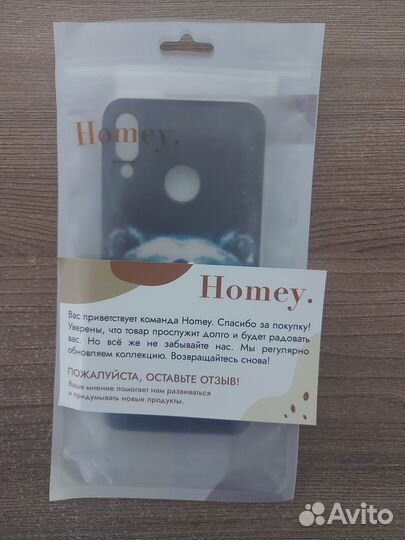 Homey.
Homey.
Вас приветствует команда Homey. Спасибо за покупку!
Уверены, что товар прослужит долго и будет радовать
вас. Но всё же не забывайте нас. Мы регулярно
обновляем коллекцию. Возвращайтесь снова!
ПОЖАЛУЙСТА, ОСТАВЬТЕ ОТЗЫВ!
Ваше мнение помогает нам развиваться
и придумывать новые продукты.
Avito